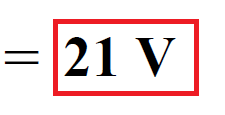 = 21 V